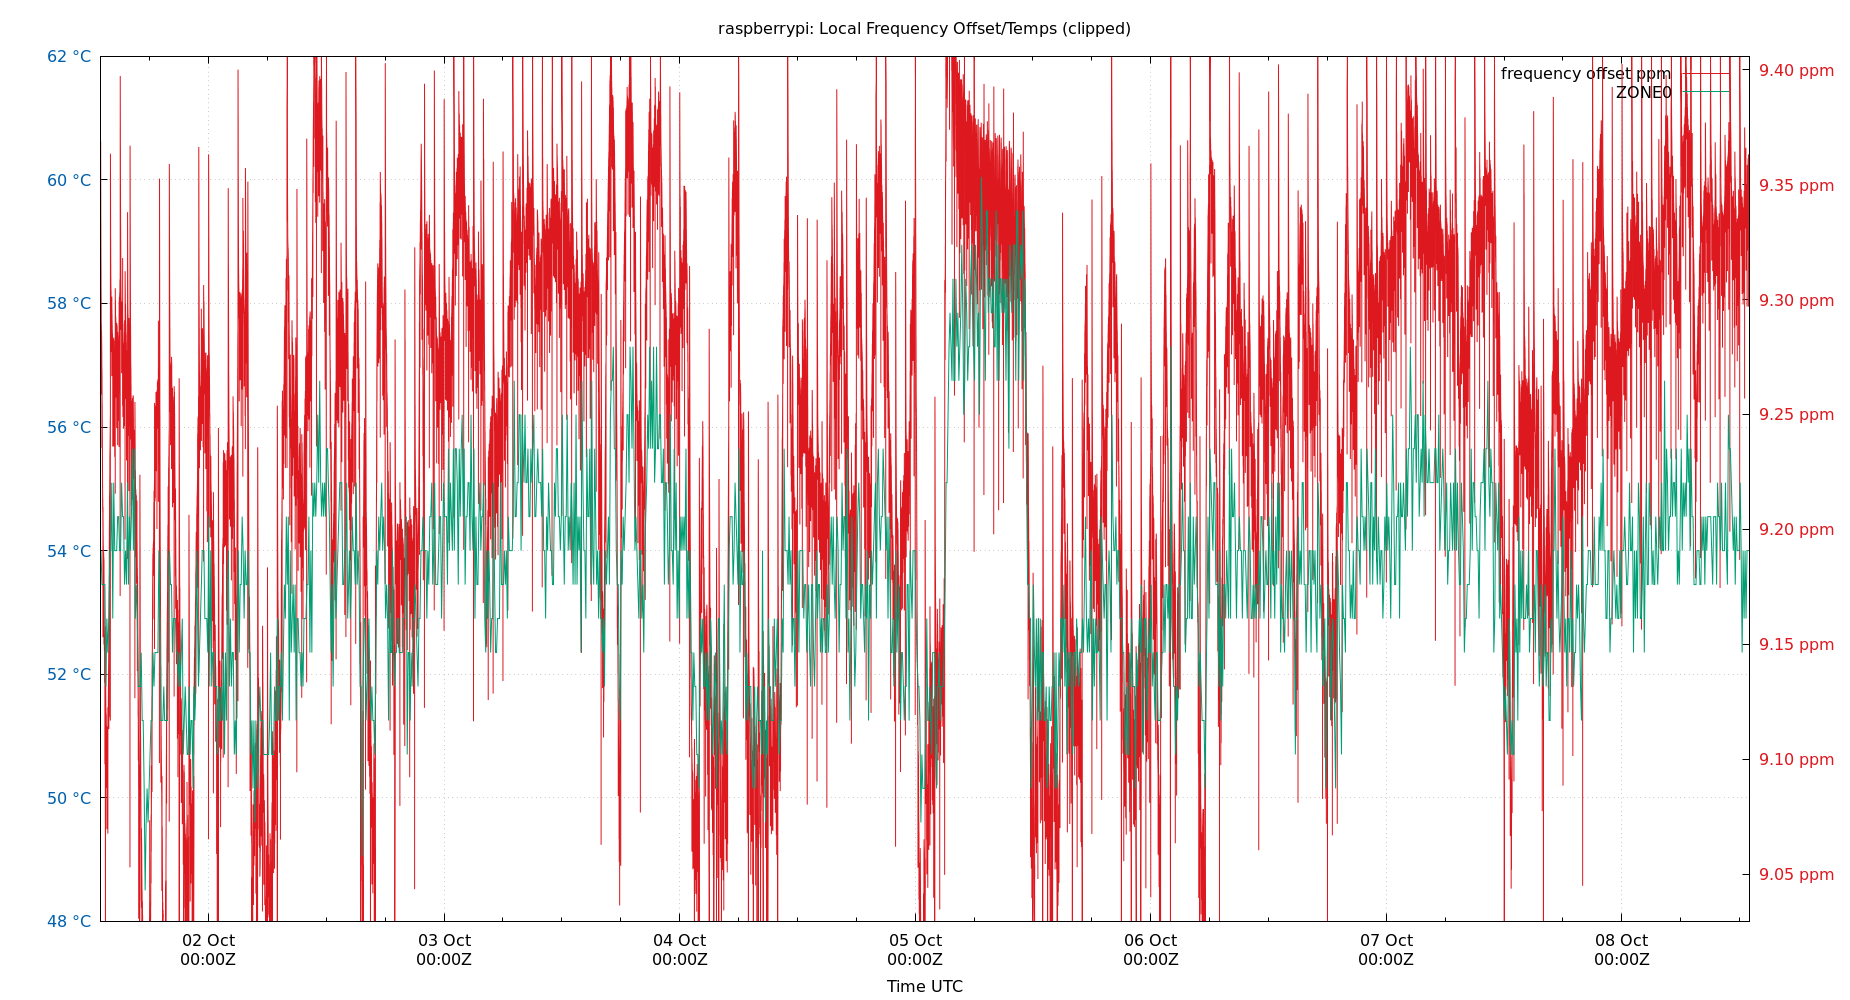 raspberrypi: Local Frequency Offset/Temps (clipped)
62 °C
60 °C
58 °C
56 °C
54 °C
52 °C
50 °C
48 °C
frequency offset ppm
ZONE0
9.40 ppm
9.35 ppm
9.30 ppm
9.25 ppm
9.20 ppm
9.15 ppm
9.10 ppm
9.05 ppm
02 Oct
00:00Z
03 Oct
00:00Z
04 Oct
00:00Z
05 Oct
00:00Z
06 Oct
00:00Z
07 Oct
00:00Z
08 Oct
00:00Z
Time UTC